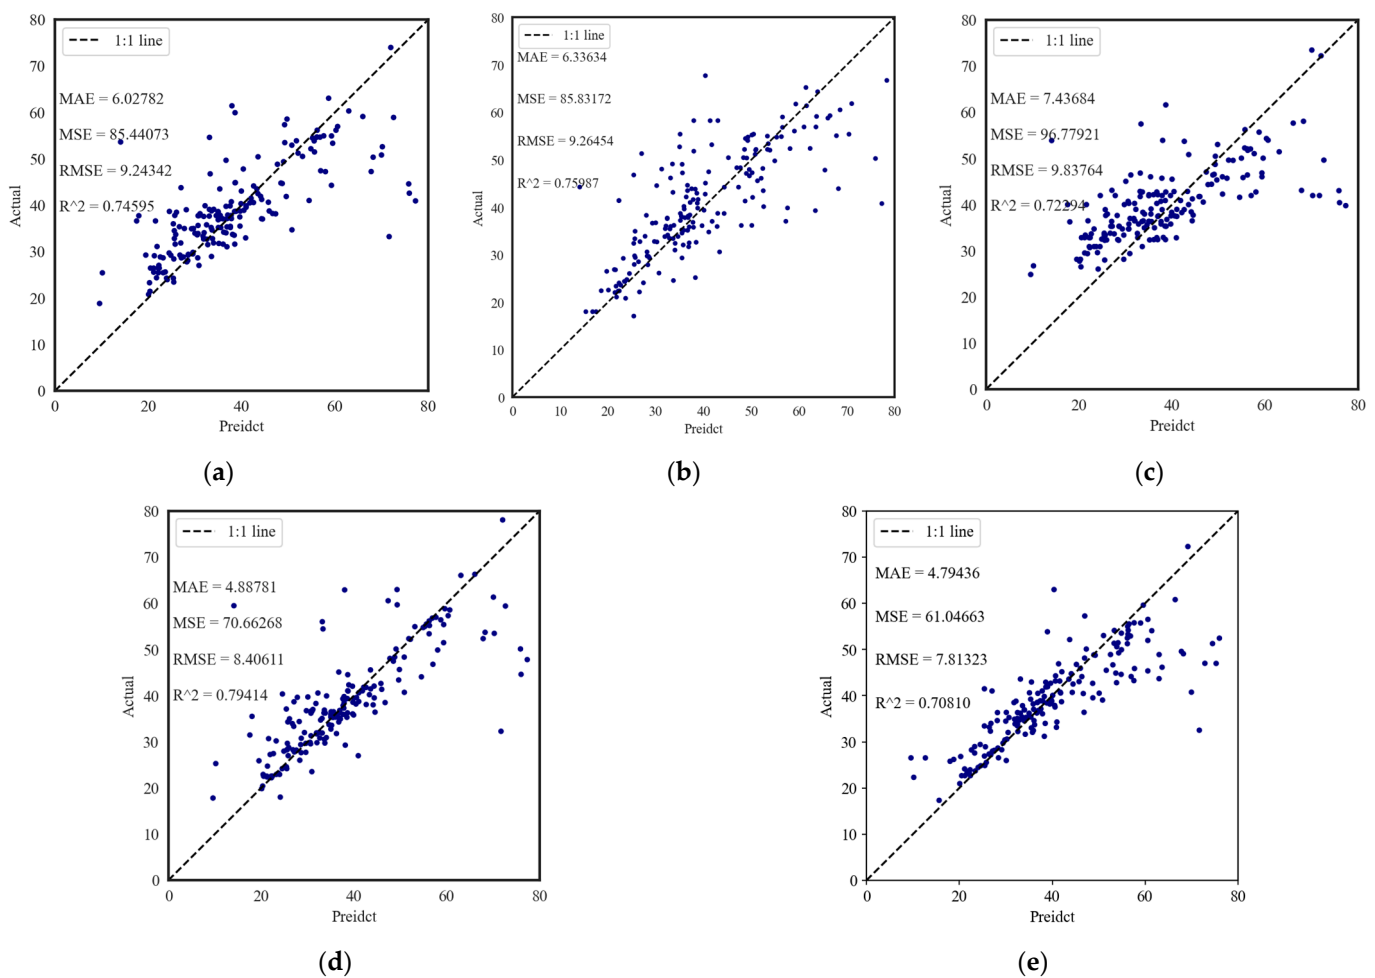 80
1:1 line
70
MAE = 6.02782
60
MSE = 85.44073
50
RMSE = 9.24342
40
R^2 = 0.74595
30
20
10
0
Actual
0 20 40 60 80
Preidct
(a)
80
1:1 line
70
MAE = 6.33634
60
MSE = 85.83172
50
RMSE = 9.26454
40
R^2 = 0.75987
30
20
10
0
Actual
0 10 20 30 40 50 60 70 80
Preidct
(b)
80
1:1 line
70
MAE = 7.43684
60
MSE = 96.77921
50
RMSE = 9.83764
40
R^2 = 0.72294
30
20
10
0
Actual
0 20 40 60 80
Preidct
(c)
80
1:1 line
70
MAE = 4.88781
60
MSE = 70.66268
50
RMSE = 8.40611
40
R^2 = 0.79414
30
20
10
0
Actual
0 20 40 60 80
Preidct
(d)
80
1:1 line
70
MAE = 4.79436
60
MSE = 61.04663
50
RMSE = 7.81323
40
R^2 = 0.70810
30
20
10
0
Actual
0 20 40 60 80
Preidct
(e)